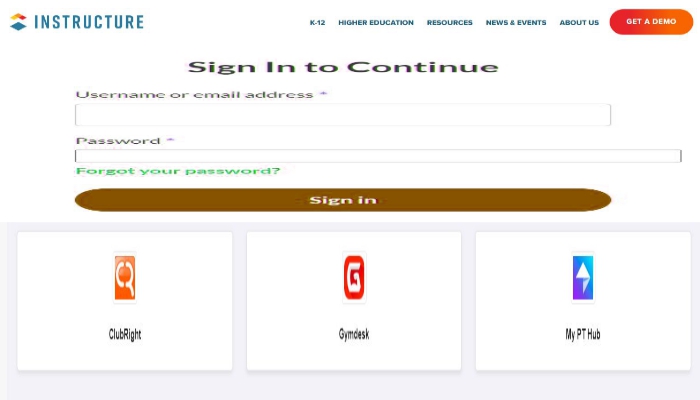 INSTRUCTURE
K-12 HIGHER EDUCATION RESOURCES NEWS & EVENTS ABOUT US GET A DEMO
Sign In to Continue
Username or email address *
Password *
Forgot your password?
Sign in
ClubRight Gymdesk My PT Hub